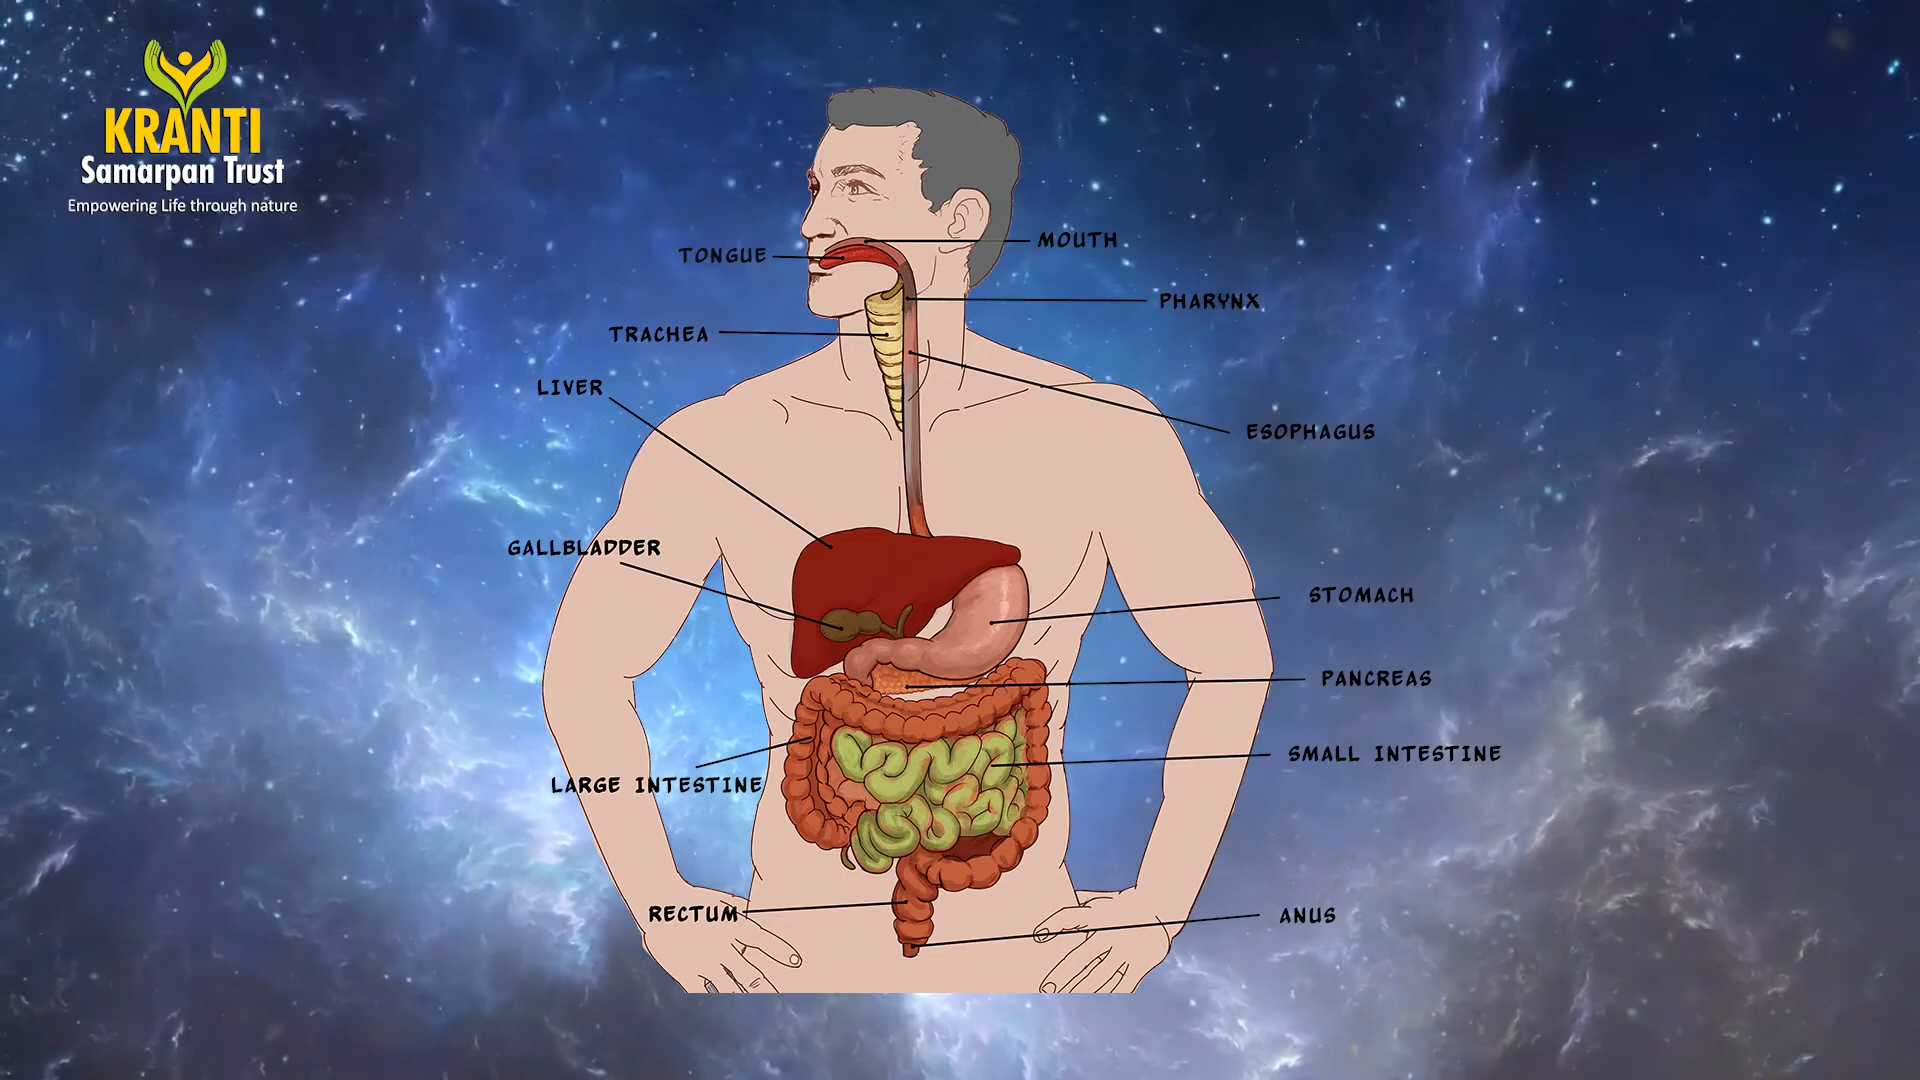 KRANTI
Samarpan Trust
Empowering Life through nature
MOUTH
TONGUE
PHARYNX
TRACHEA
LIVER
ESOPHAGUS
GALLBLADDER
STOMACH
PANCREAS
SMALL INTESTINE
LARGE INTESTINE
RECTUM
ANUS